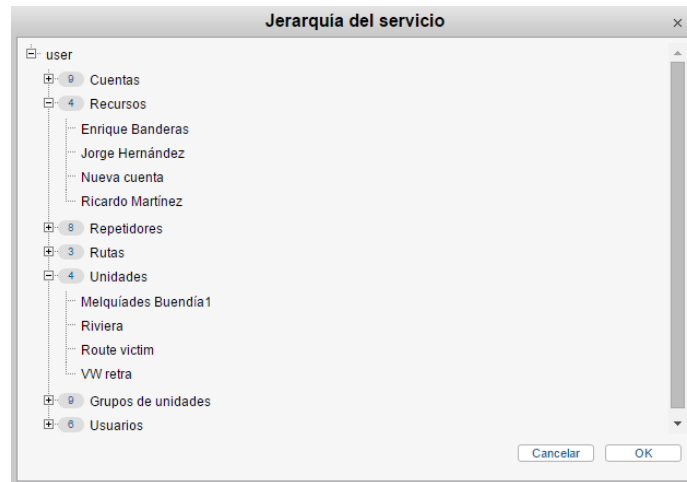 Jerarquía del servicio
user
9 Cuentas
4 Recursos
Enrique Banderas
Jorge Hernández
Nueva cuenta
Ricardo Martínez
8 Repetidores
3 Rutas
4 Unidades
Melquíades Buendía1
Riviera
Route victim
VW retra
9 Grupos de unidades
6 Usuarios
Cancelar OK